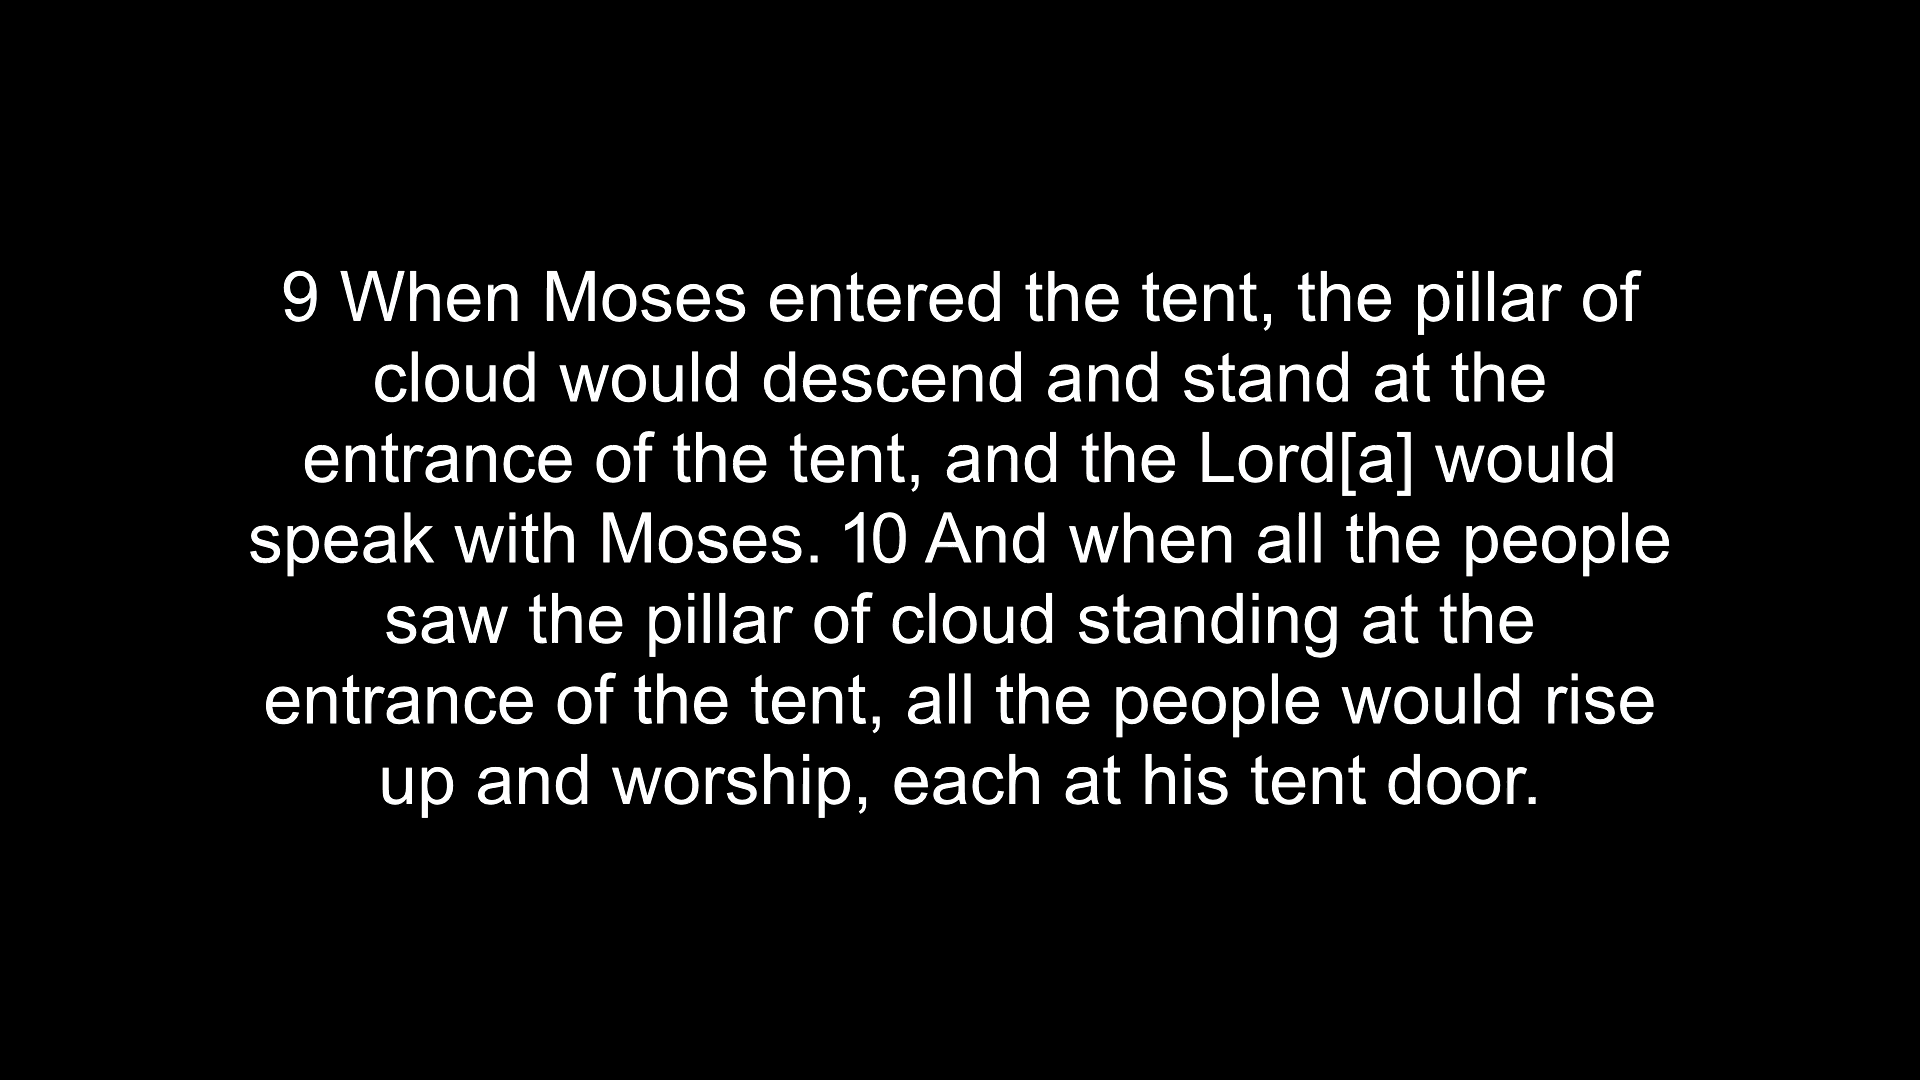 9 When Moses entered the tent, the pillar of
cloud would descend and stand at the
entrance of the tent, and the Lord[a] would
speak with Moses. 10 And when all the people
saw the pillar of cloud standing at the
entrance of the tent, all the people would rise
up and worship, each at his tent door.